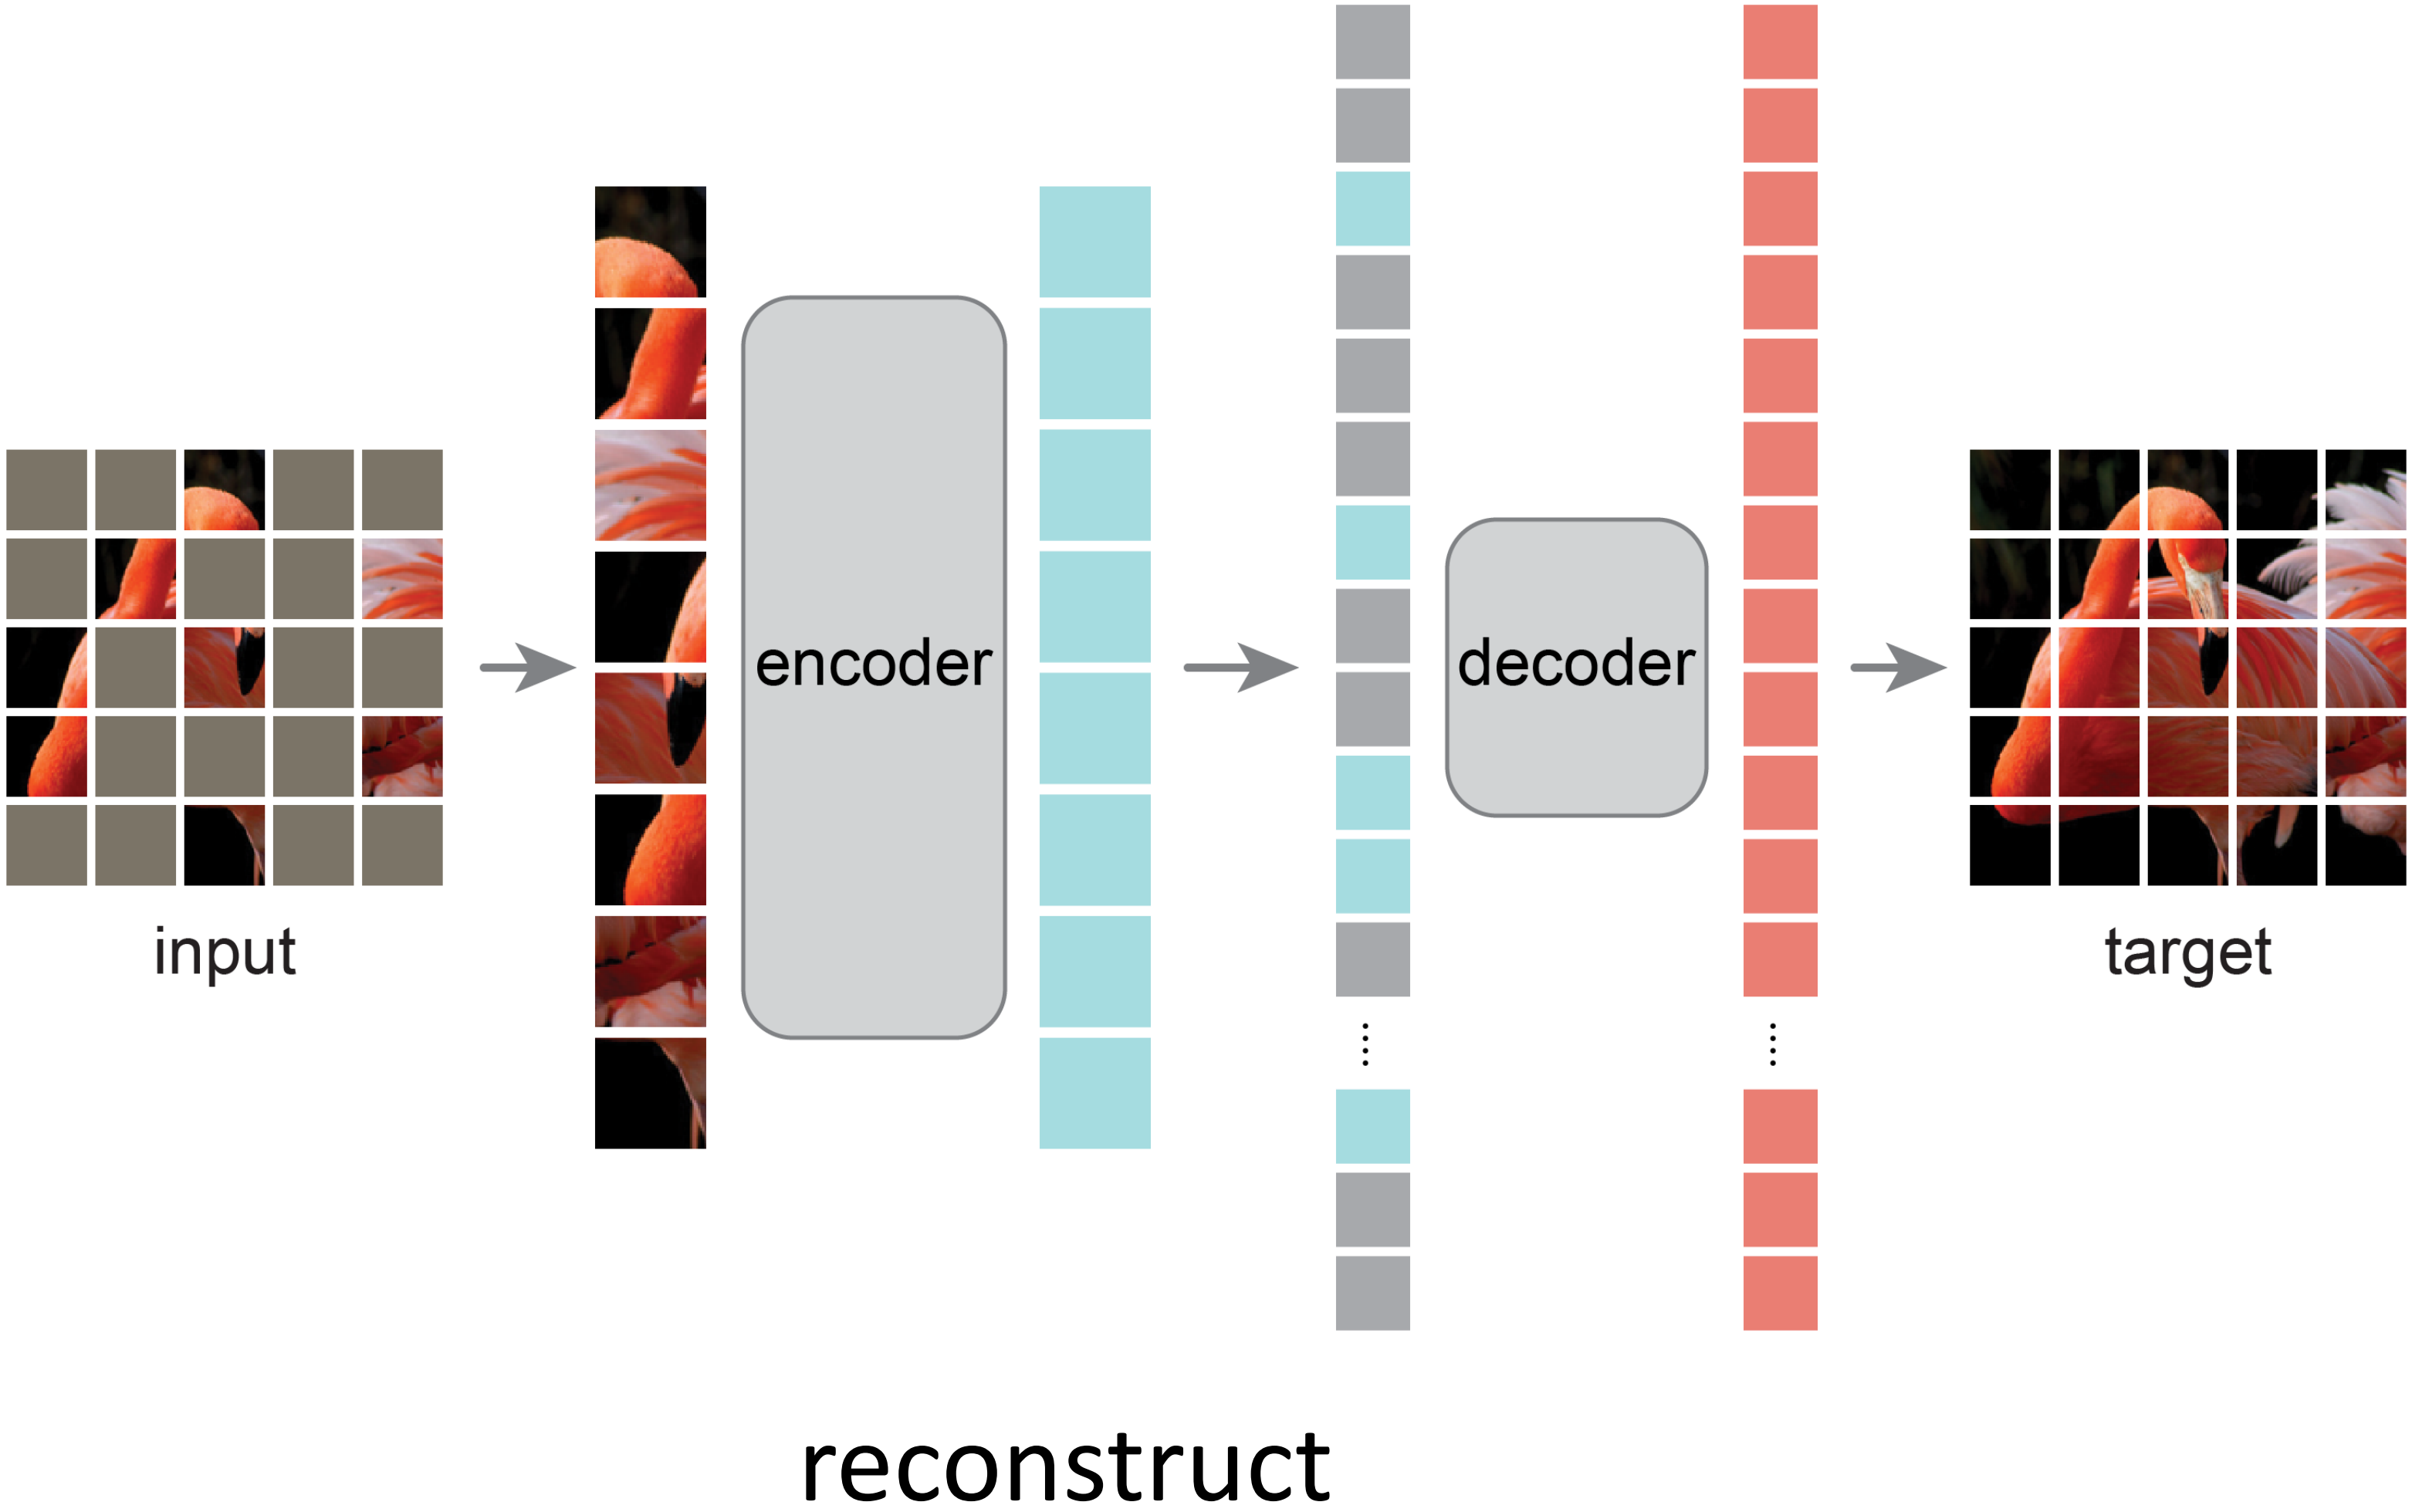 encoder
decoder
input
target
reconstruct